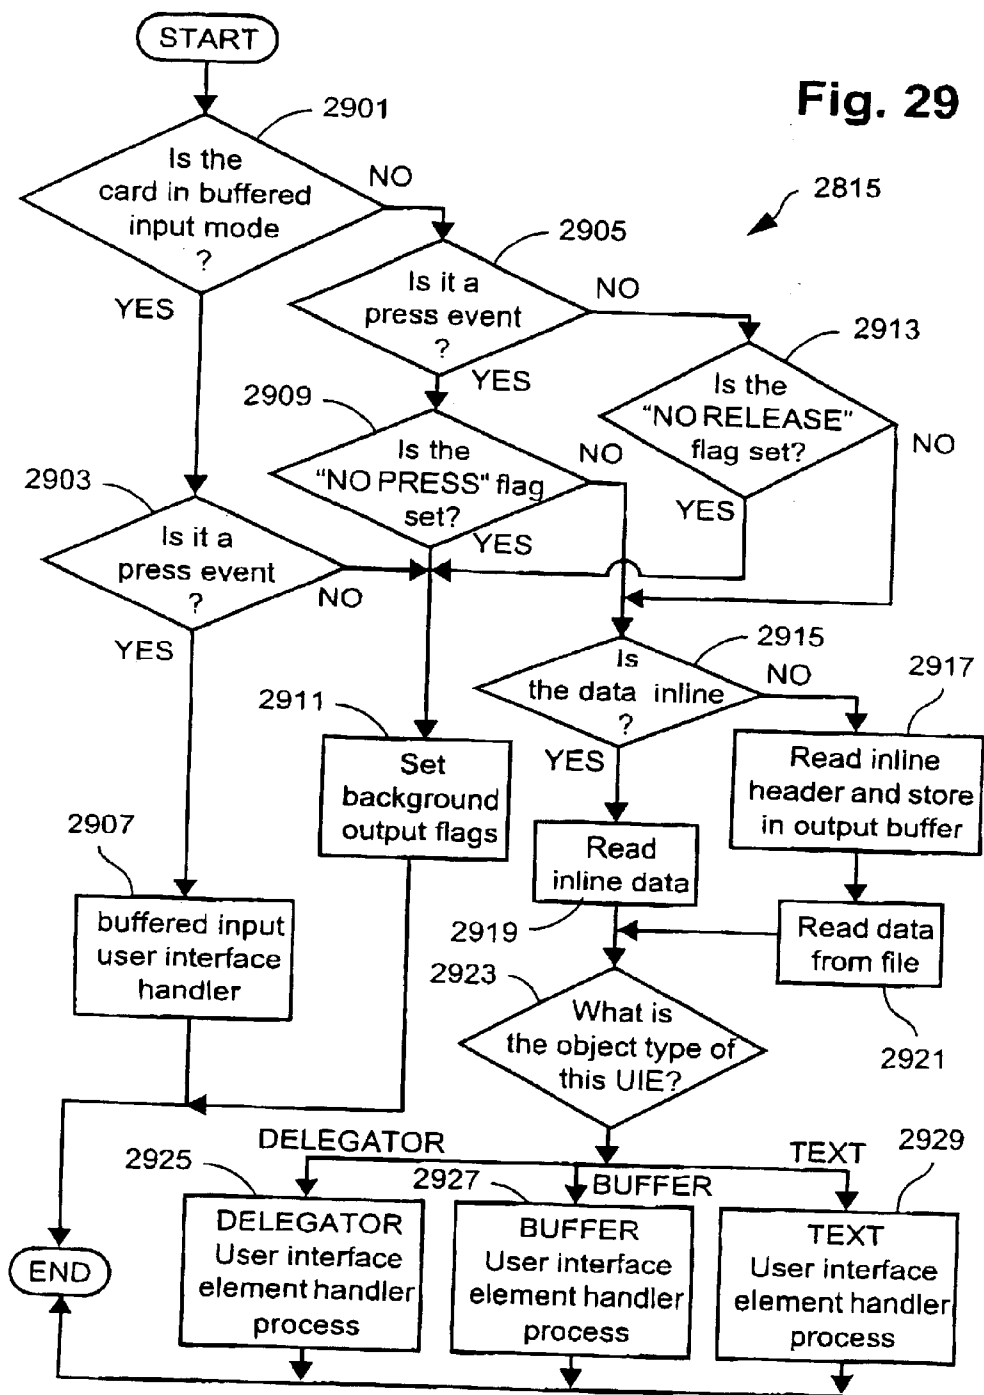 START
Fig. 29
2901
Is the
card in buffered
input mode
?
NO
YES
2815
2905
Is it a
press event
?
NO
YES
2913
Is the
“NO RELEASE”
flag set?
NO
YES
2909
Is the
“NO PRESS” flag
set?
NO
YES
2903
Is it a
press event
?
NO
YES
2915
Is
the data inline
?
NO
YES
2911
Set
background
output flags
2917
Read inline
header and store
in output buffer
2907
buffered input
user interface
handler
Read
inline data
2919
Read data
from file
2921
2923
What is
the object type of
this UIE?
DELEGATOR
BUFFER
TEXT
2925
DELEGATOR
User interface
element handler
process
2927
BUFFER
User interface
element handler
process
2929
TEXT
User interface
element handler
process
END